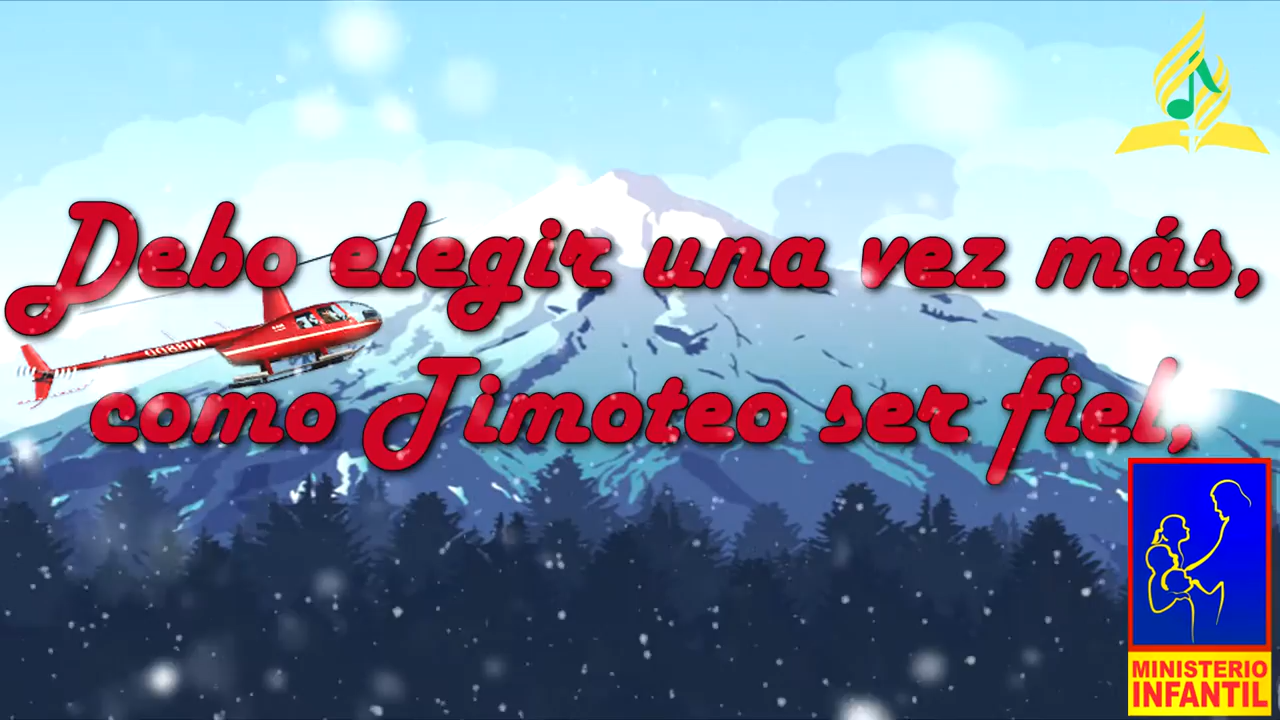 Debo elegir una vez más,
como Timoteo ser fiel,
MINISTERIO
INFANTIL